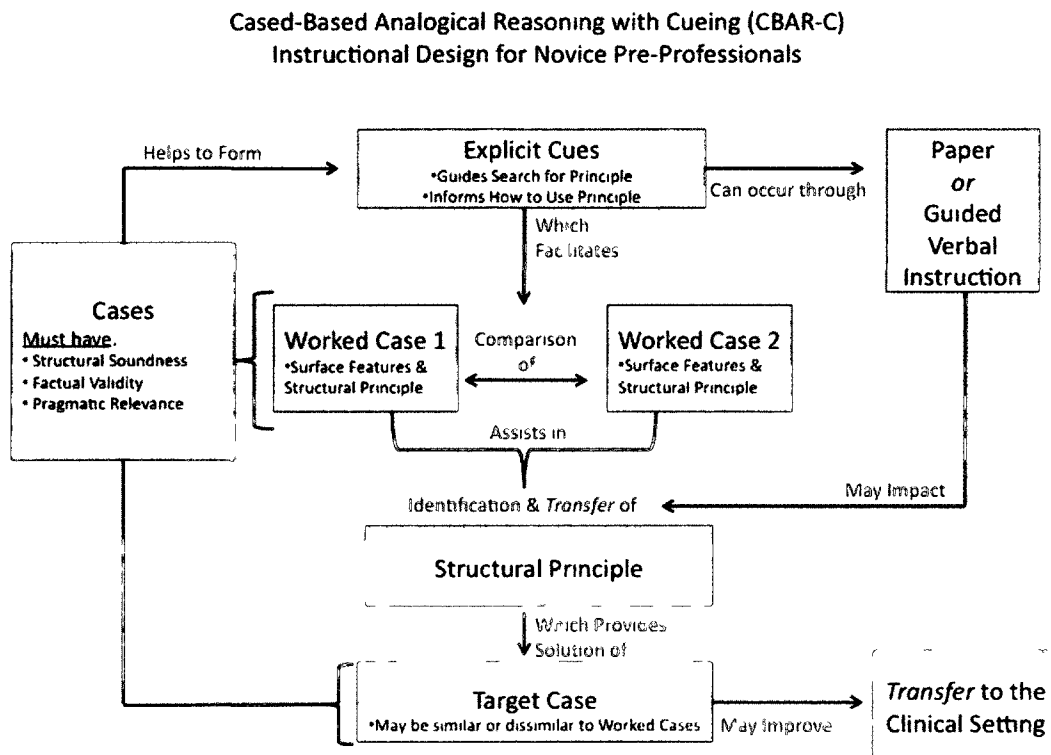 Cased-Based Analogical Reasoning with Cueing (CBAR-C)
Instructional Design for Novice Pre-Professionals
Helps to Form
Explicit Cues
•Guides Search for Principle
•Informs How to Use Principle
Can occur through
Paper
or
Guided
Verbal
Instruction
Which
Facilitates
Cases
Must have.
• Structural Soundness
• Factual Validity
• Pragmatic Relevance
Worked Case 1
•Surface Features &
Structural Principle
Comparison
of
Worked Case 2
•Surface Features &
Structural Principle
Assists in
Identification & Transfer of
May Impact
Structural Principle
Which Provides
Solution of
Target Case
• May be similar or dissimilar to Worked Cases
May Improve
Transfer to the
Clinical Setting